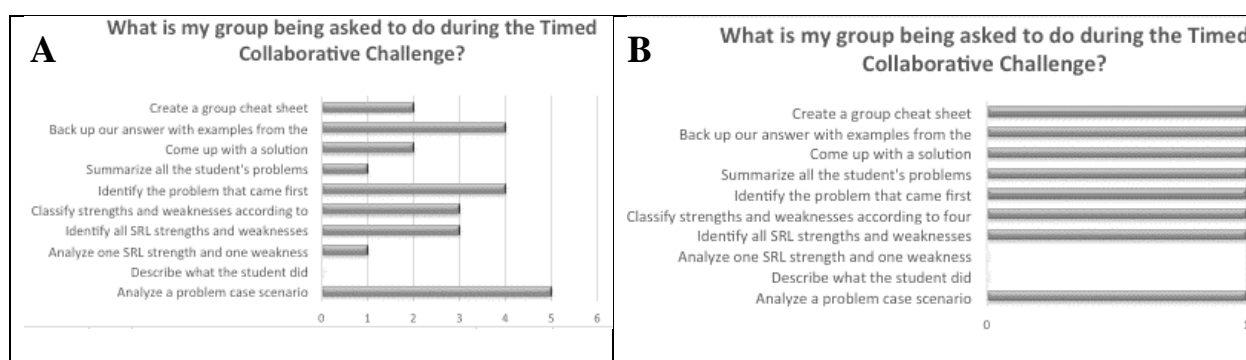 A
What is my group being asked to do during the Timed
Collaborative Challenge?
Create a group cheat sheet
Back up our answer with examples from the
Come up with a solution
Summarize all the student's problems
Identify the problem that came first
Classify strengths and weaknesses according to
Identify all SRL strengths and weaknesses
Analyze one SRL strength and one weakness
Describe what the student did
Analyze a problem case scenario
0 1 2 3 4 5 6
B
What is my group being asked to do during the Timed
Collaborative Challenge?
Create a group cheat sheet
Back up our answer with examples from the
Come up with a solution
Summarize all the student's problems
Identify the problem that came first
Classify strengths and weaknesses according to four
Identify all SRL strengths and weaknesses
Analyze one SRL strength and one weakness
Describe what the student did
Analyze a problem case scenario
0